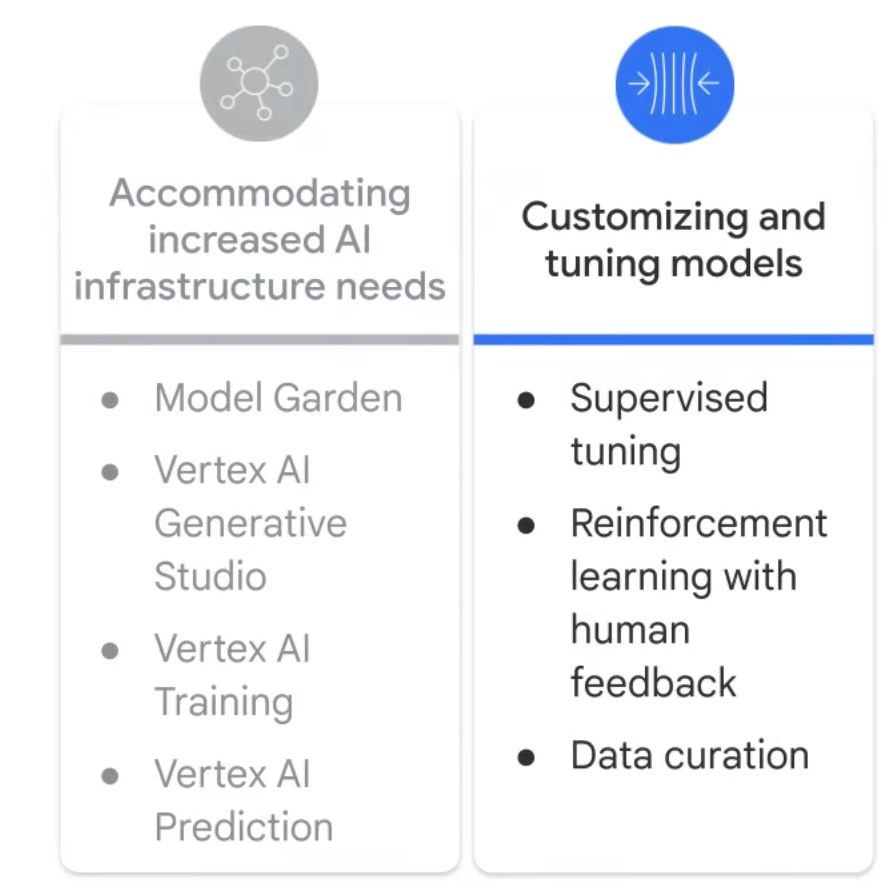 Accommodating
increased AI
infrastructure needs
● Model Garden
● Vertex AI
Generative
Studio
● Vertex AI
Training
● Vertex AI
Prediction
Customizing and
tuning models
● Supervised
tuning
● Reinforcement
learning with
human
feedback
● Data curation